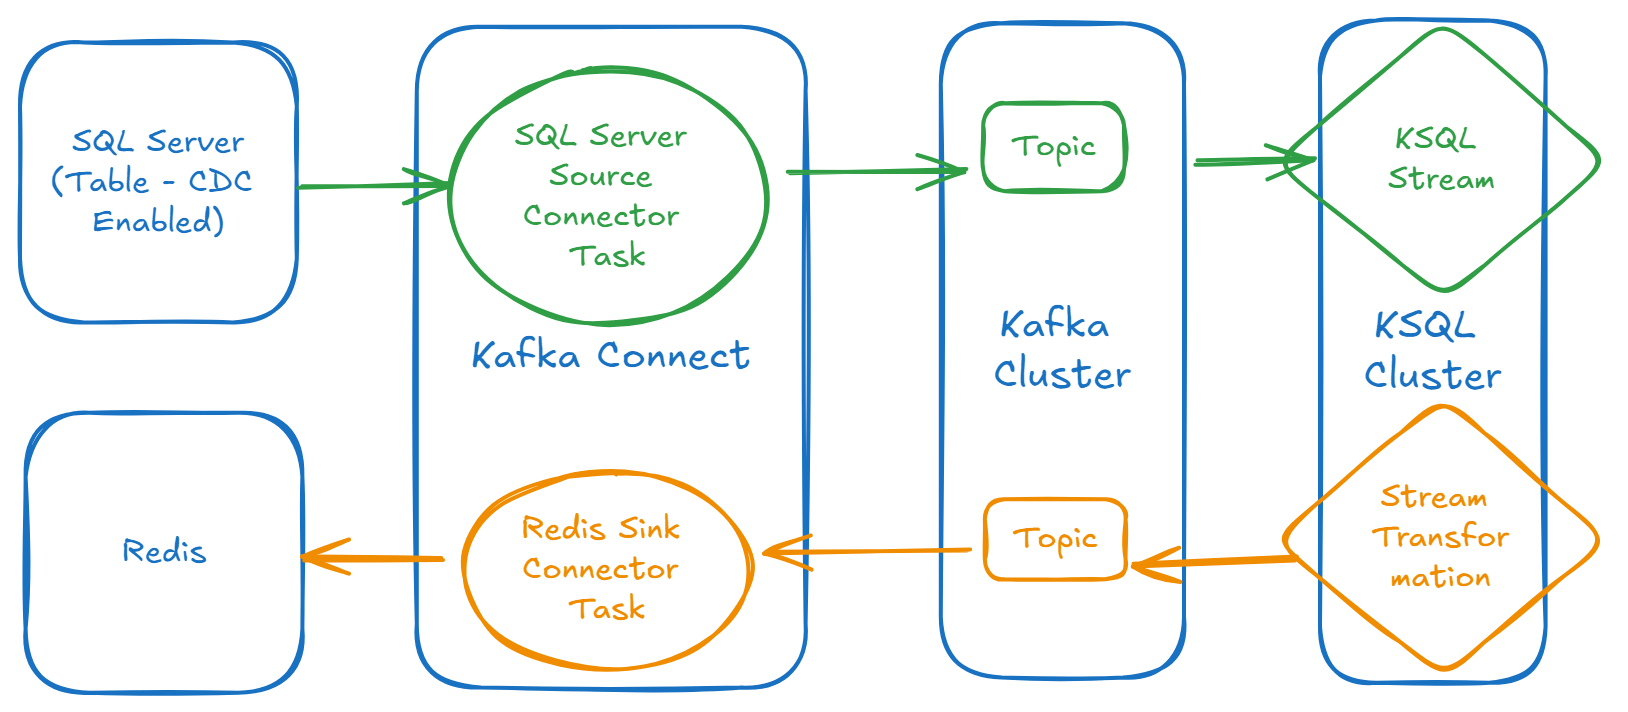 SQL Server
(Table - CDC
Enabled)
SQL Server
Source
Connector
Task
Kafka Connect
Topic
Kafka
Cluster
KSQL
Stream
KSQL
Cluster
Redis
Redis Sink
Connector
Task
Topic
Stream
Transfor
mation